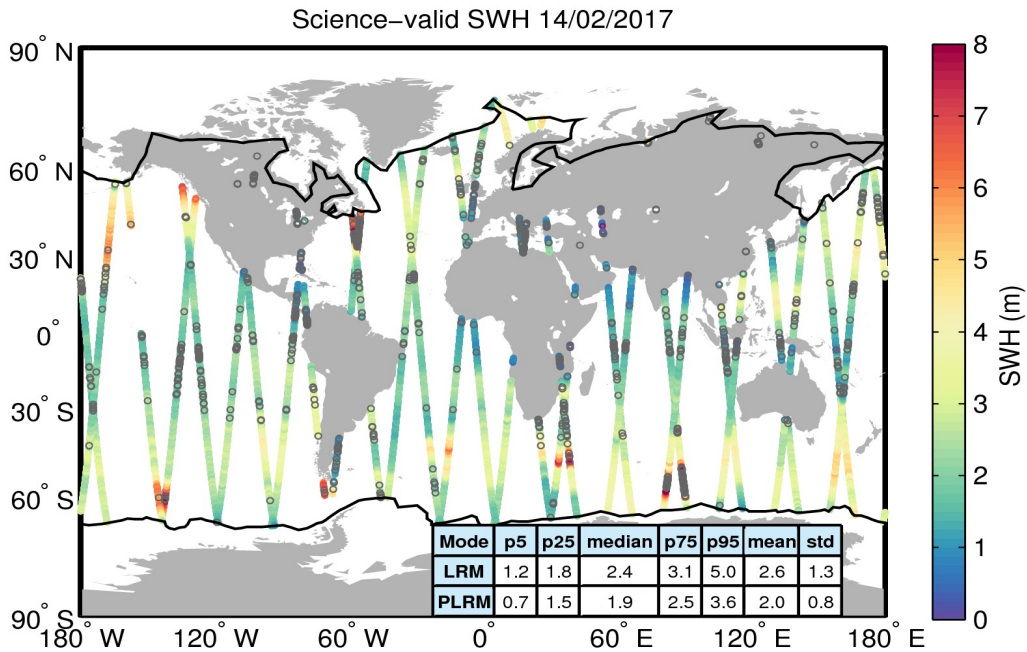 Science−valid SWH 14/02/2017
90° N
60° N
30° N
0°
30° S
60° S
90° S
180° W
120° W
60° W
0°
60° E
120° E
180° E
Mode p5 p25 median p75 p95 mean std
LRM 1.2 1.8 2.4 3.1 5.0 2.6 1.3
PLRM 0.7 1.5 1.9 2.5 3.6 2.0 0.8
8
7
6
5
4
3
2
1
0
SWH (m)